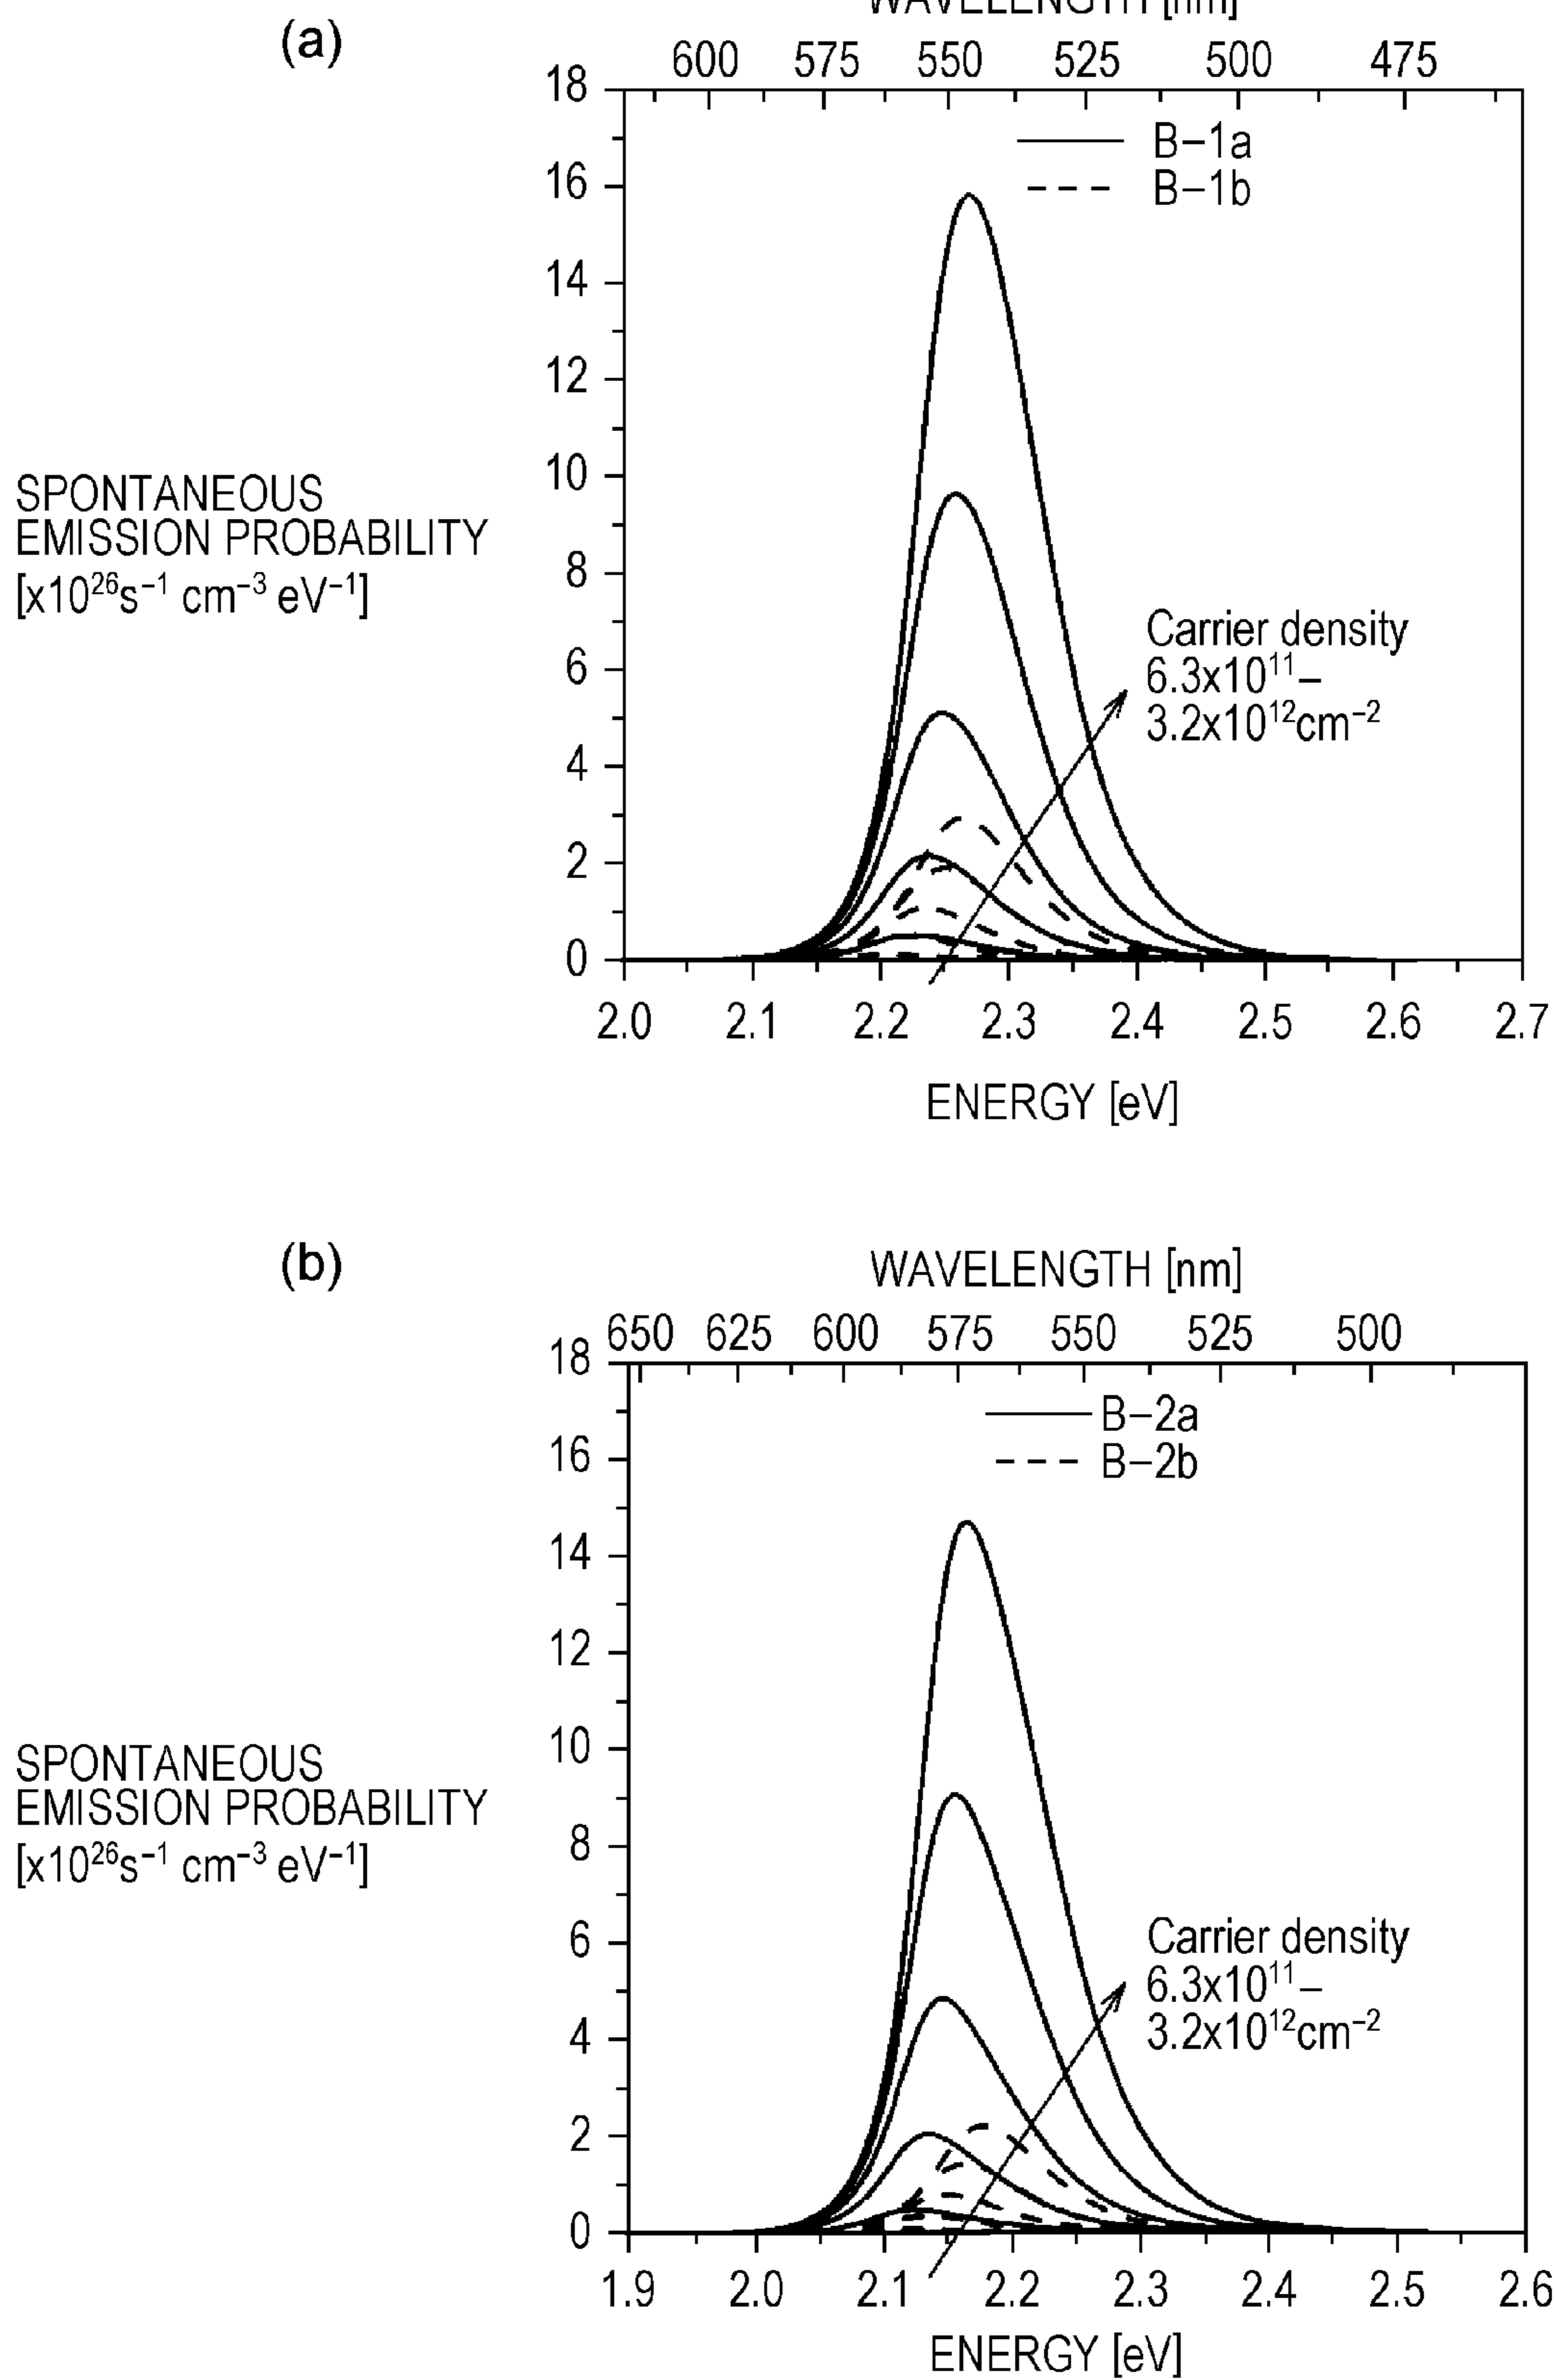 (a)
WAVELENGTH [nm]
600 575 550 525 500 475
18
B–1a
16
B–1b
14
12
10
SPONTANEOUS
EMISSION PROBABILITY
[x10²⁶s⁻¹ cm⁻³ eV⁻¹]
8
Carrier density
6.3x10¹¹–
3.2x10¹²cm⁻²
6
4
2
0
2.0 2.1 2.2 2.3 2.4 2.5 2.6 2.7
ENERGY [eV]
(b)
WAVELENGTH [nm]
650 625 600 575 550 525 500
18
B–2a
16
B–2b
14
12
10
SPONTANEOUS
EMISSION PROBABILITY
[x10²⁶s⁻¹ cm⁻³ eV⁻¹]
8
6
Carrier density
6.3x10¹¹–
3.2x10¹²cm⁻²
4
2
0
1.9 2.0 2.1 2.2 2.3 2.4 2.5 2.6
ENERGY [eV]